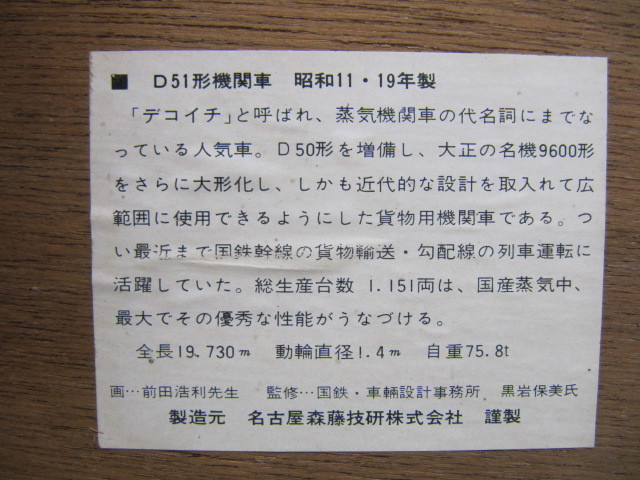 ■ D51形機関車 昭和11・19年製
「デコイチ」と呼ばれ、蒸気機関車の代名詞にまでな
っている人気車。D50形を増備し、大正の名機9600形
をさらに大形化し、しかも近代的な設計を取入れて広
範囲に使用できるようにした貨物用機関車である。つ
い最近まで国鉄幹線の貨物輸送・勾配線の列車運転に
活躍していた。総生産台数 1.151両は、国産蒸気中、
最大でその優秀な性能がうなづける。
全長19.730m 動輪直径1.4m 自重75.8t
画…前田浩利先生 監修…国鉄・車輛設計事務所 黒岩保美氏
製造元 名古屋森藤技研株式会社 謹製